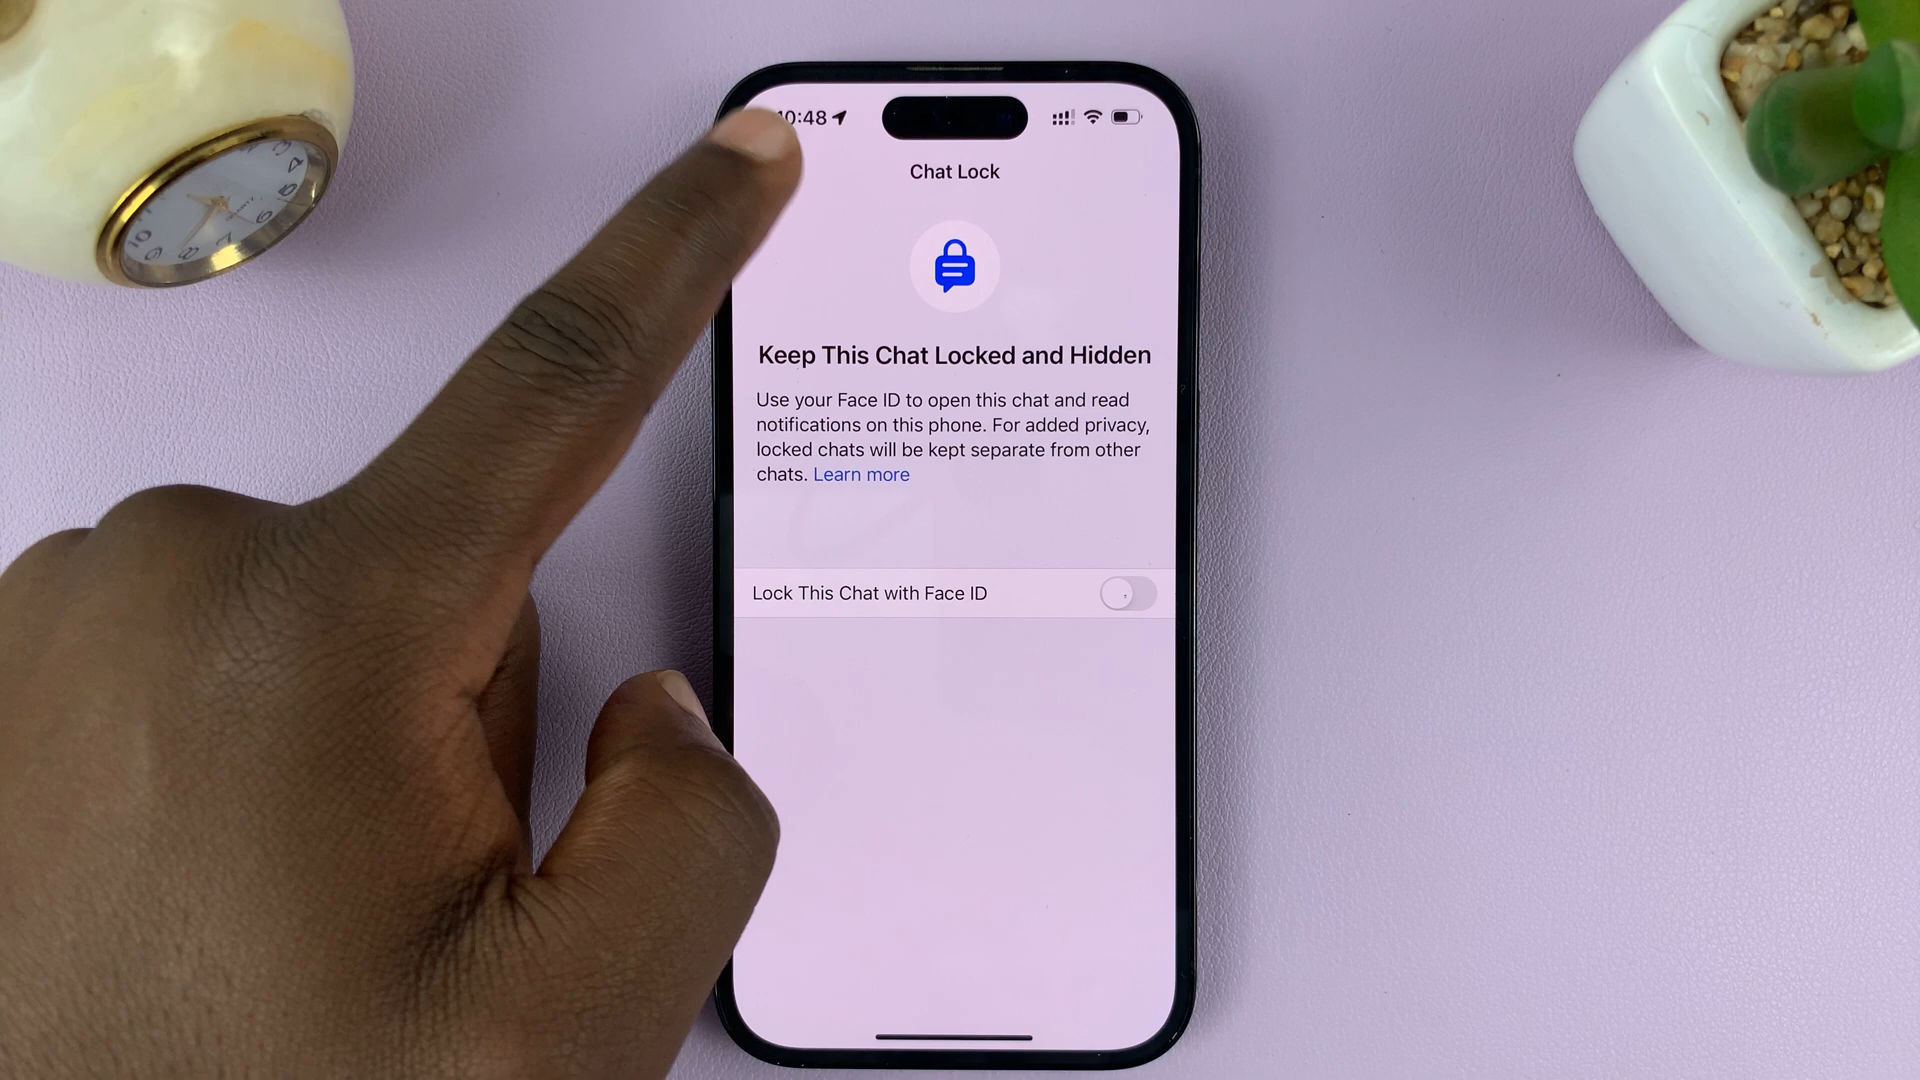 10:48
Chat Lock
Keep This Chat Locked and Hidden
Use your Face ID to open this chat and read
notifications on this phone. For added privacy,
locked chats will be kept separate from other
chats. Learn more
Lock This Chat with Face ID